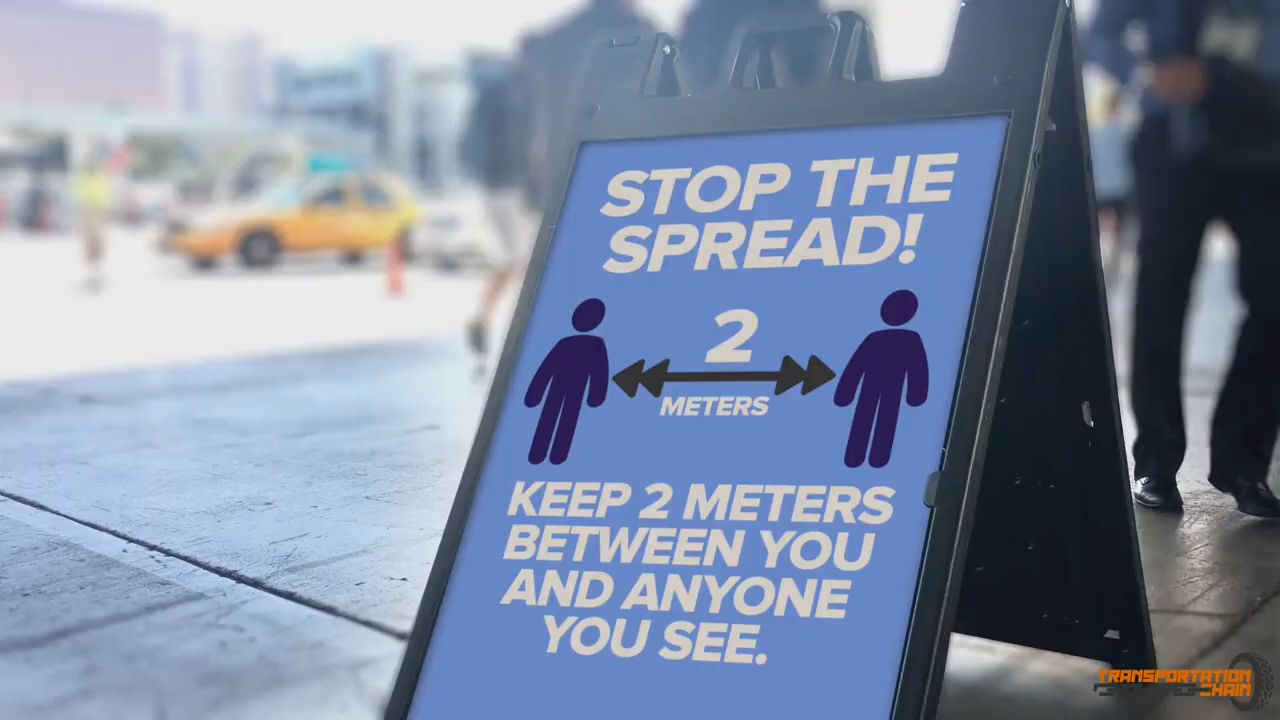 STOP THE
SPREAD!
2
METERS
KEEP 2 METERS
BETWEEN YOU
AND ANYONE
YOU SEE.
TRANSPORTATION
CHAIN